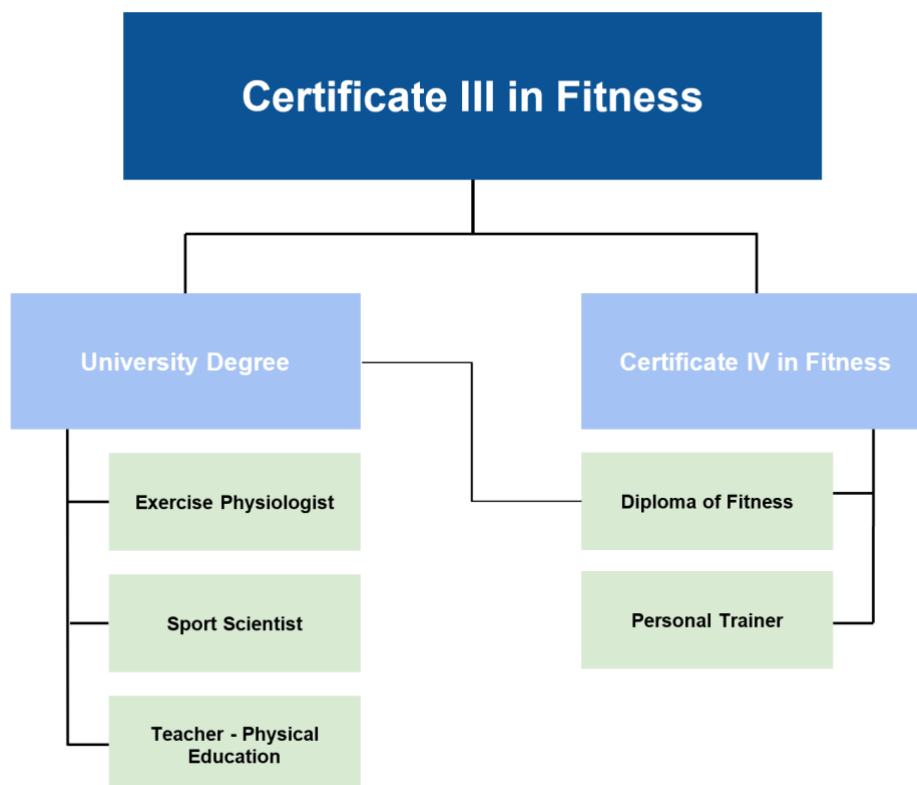 Certificate III in Fitness
University Degree
Certificate IV in Fitness
Exercise Physiologist
Diploma of Fitness
Sport Scientist
Personal Trainer
Teacher - Physical
Education